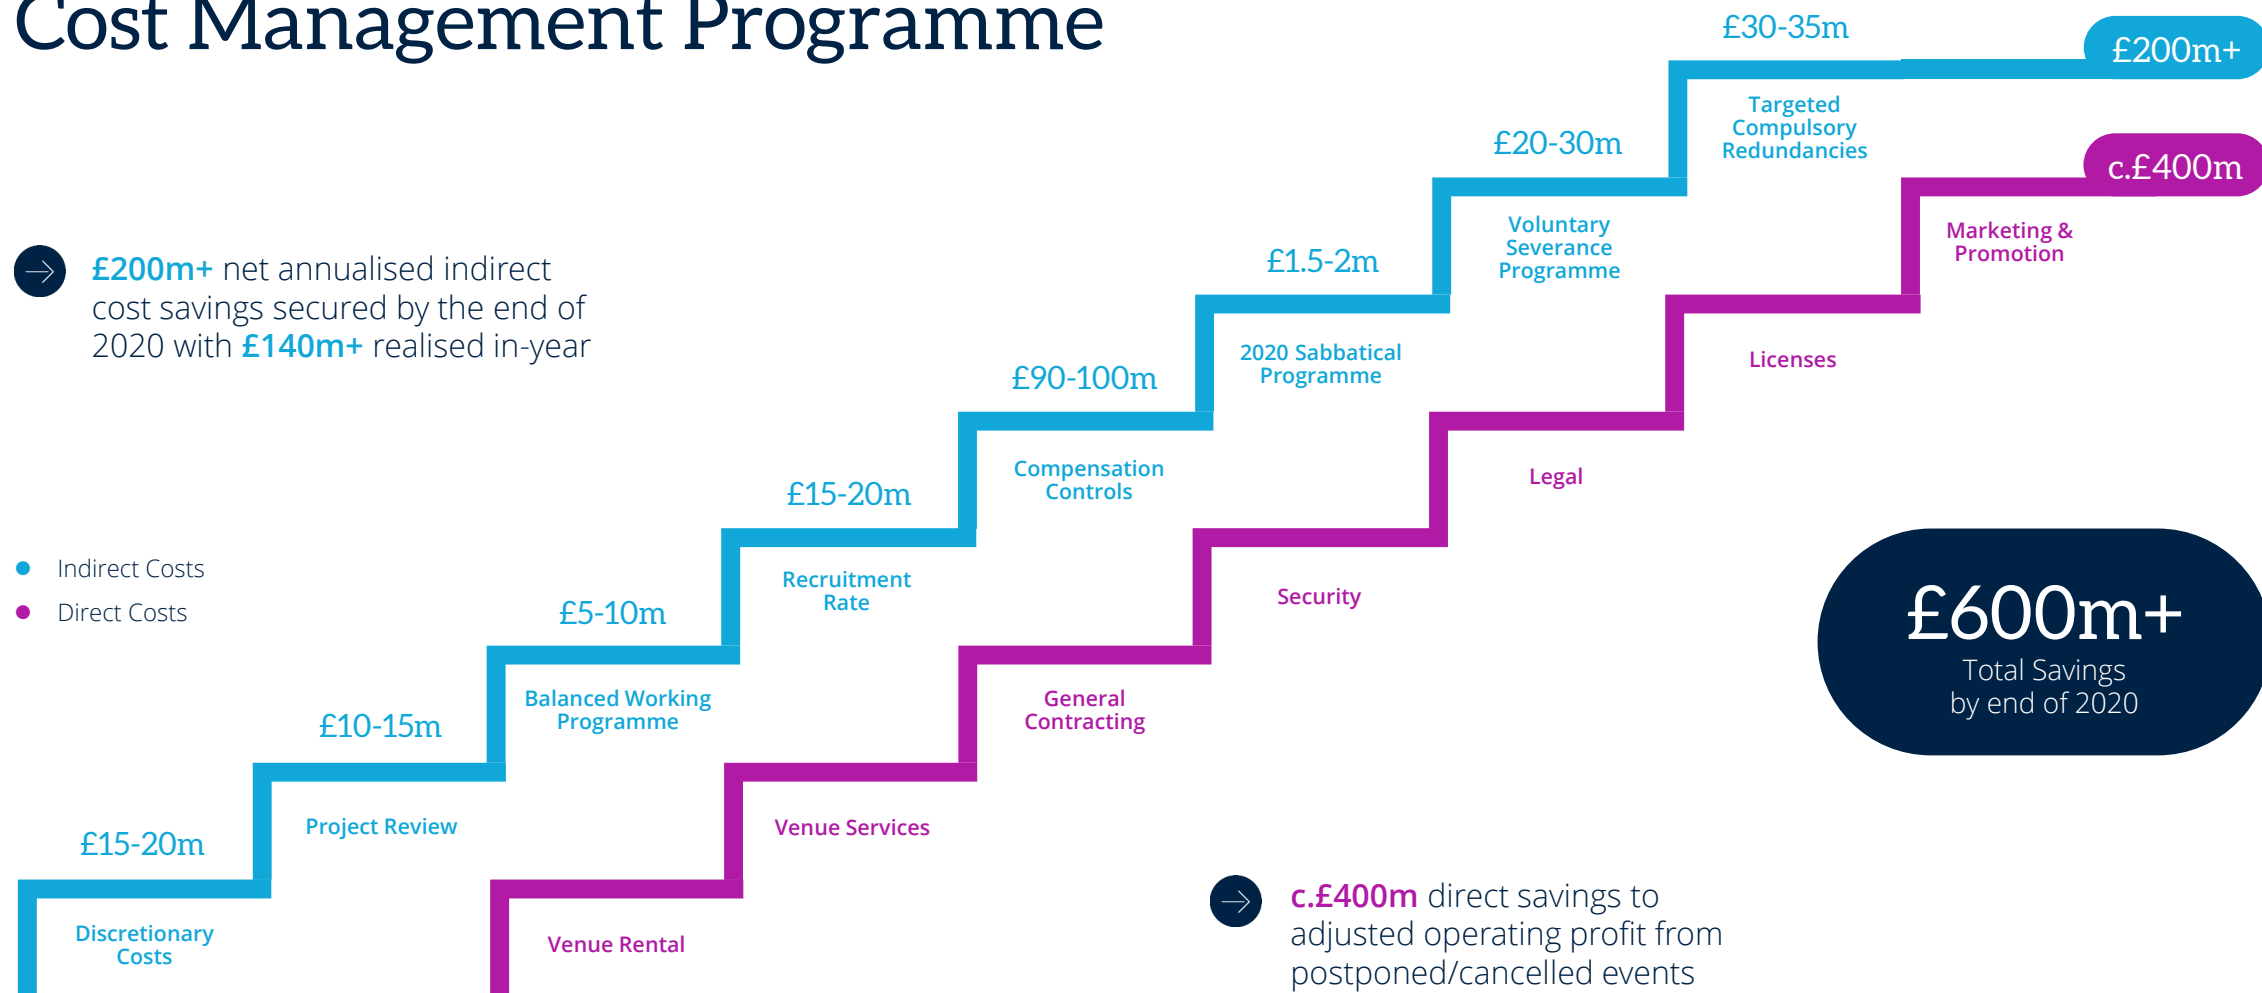 Cost Management Programme
£200m+ net annualised indirect
cost savings secured by the end of
2020 with £140m+ realised in-year
Indirect Costs
Direct Costs
£15-20m
Discretionary
Costs
£10-15m
Project Review
£5-10m
Balanced Working
Programme
£15-20m
Recruitment
Rate
£90-100m
Compensation
Controls
£1.5-2m
2020 Sabbatical
Programme
£20-30m
Voluntary
Severance
Programme
£30-35m
Targeted
Compulsory
Redundancies
£200m+
Venue Rental
Venue Services
General
Contracting
Security
Legal
Licenses
Marketing &
Promotion
c.£400m
£600m+
Total Savings
by end of 2020
c.£400m direct savings to
adjusted operating profit from
postponed/cancelled events